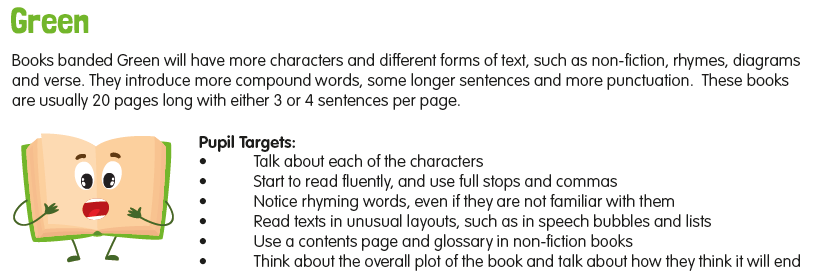 Green
Books banded Green will have more characters and different forms of text, such as non-fiction, rhymes, diagrams
and verse. They introduce more compound words, some longer sentences and more punctuation.  These books
are usually 20 pages long with either 3 or 4 sentences per page.
Pupil Targets:
• Talk about each of the characters
• Start to read fluently, and use full stops and commas
• Notice rhyming words, even if they are not familiar with them
• Read texts in unusual layouts, such as in speech bubbles and lists
• Use a contents page and glossary in non-fiction books
• Think about the overall plot of the book and talk about how they think it will end